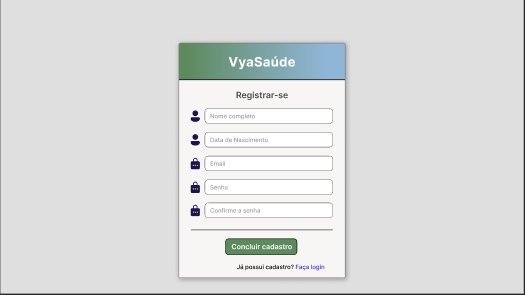 VyaSaúde
Registrar-se
Nome completo
Data de Nascimento
Email
Senha
Confirme a senha
Concluir cadastro
Já possui cadastro? Faça login